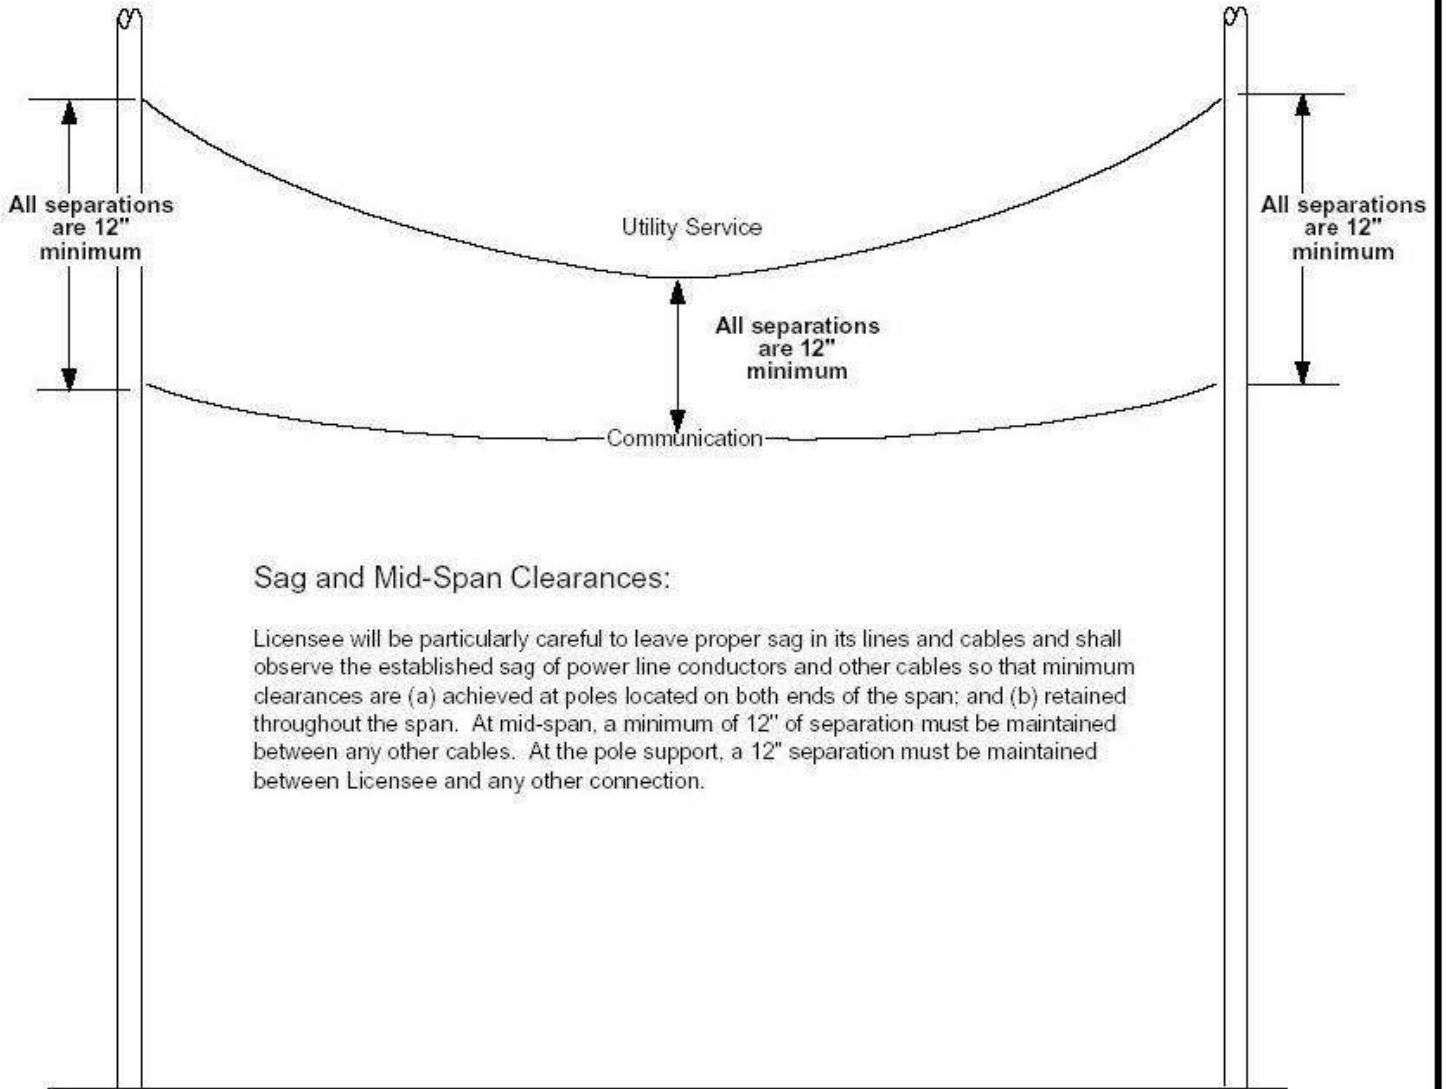 All separations
are 12"
minimum
Utility Service
All separations
are 12"
minimum
All separations
are 12"
minimum
Communication
Sag and Mid-Span Clearances:
Licensee will be particularly careful to leave proper sag in its lines and cables and shall
observe the established sag of power line conductors and other cables so that minimum
clearances are (a) achieved at poles located on both ends of the span; and (b) retained
throughout the span.  At mid-span, a minimum of 12" of separation must be maintained
between any other cables.  At the pole support, a 12" separation must be maintained
between Licensee and any other connection.